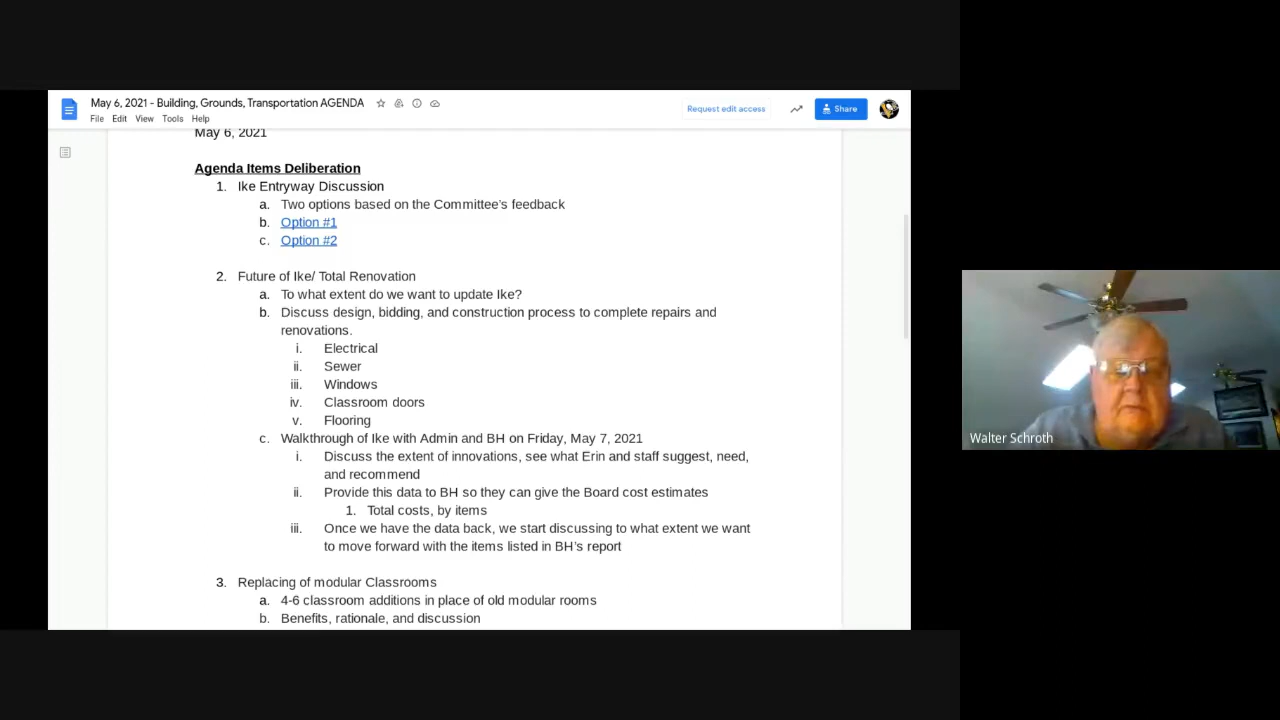 May 6, 2021 - Building, Grounds, Transportation AGENDA
File Edit View Tools Help
Request edit access
Share
May 6, 2021
Agenda Items Deliberation
1. Ike Entryway Discussion
a. Two options based on the Committee's feedback
b. Option #1
c. Option #2
2. Future of Ike/ Total Renovation
a. To what extent do we want to update Ike?
b. Discuss design, bidding, and construction process to complete repairs and
renovations.
i. Electrical
ii. Sewer
iii. Windows
iv. Classroom doors
v. Flooring
c. Walkthrough of Ike with Admin and BH on Friday, May 7, 2021
i. Discuss the extent of innovations, see what Erin and staff suggest, need,
and recommend
ii. Provide this data to BH so they can give the Board cost estimates
1. Total costs, by items
iii. Once we have the data back, we start discussing to what extent we want
to move forward with the items listed in BH's report
3. Replacing of modular Classrooms
a. 4-6 classroom additions in place of old modular rooms
b. Benefits, rationale, and discussion
Walter Schroth